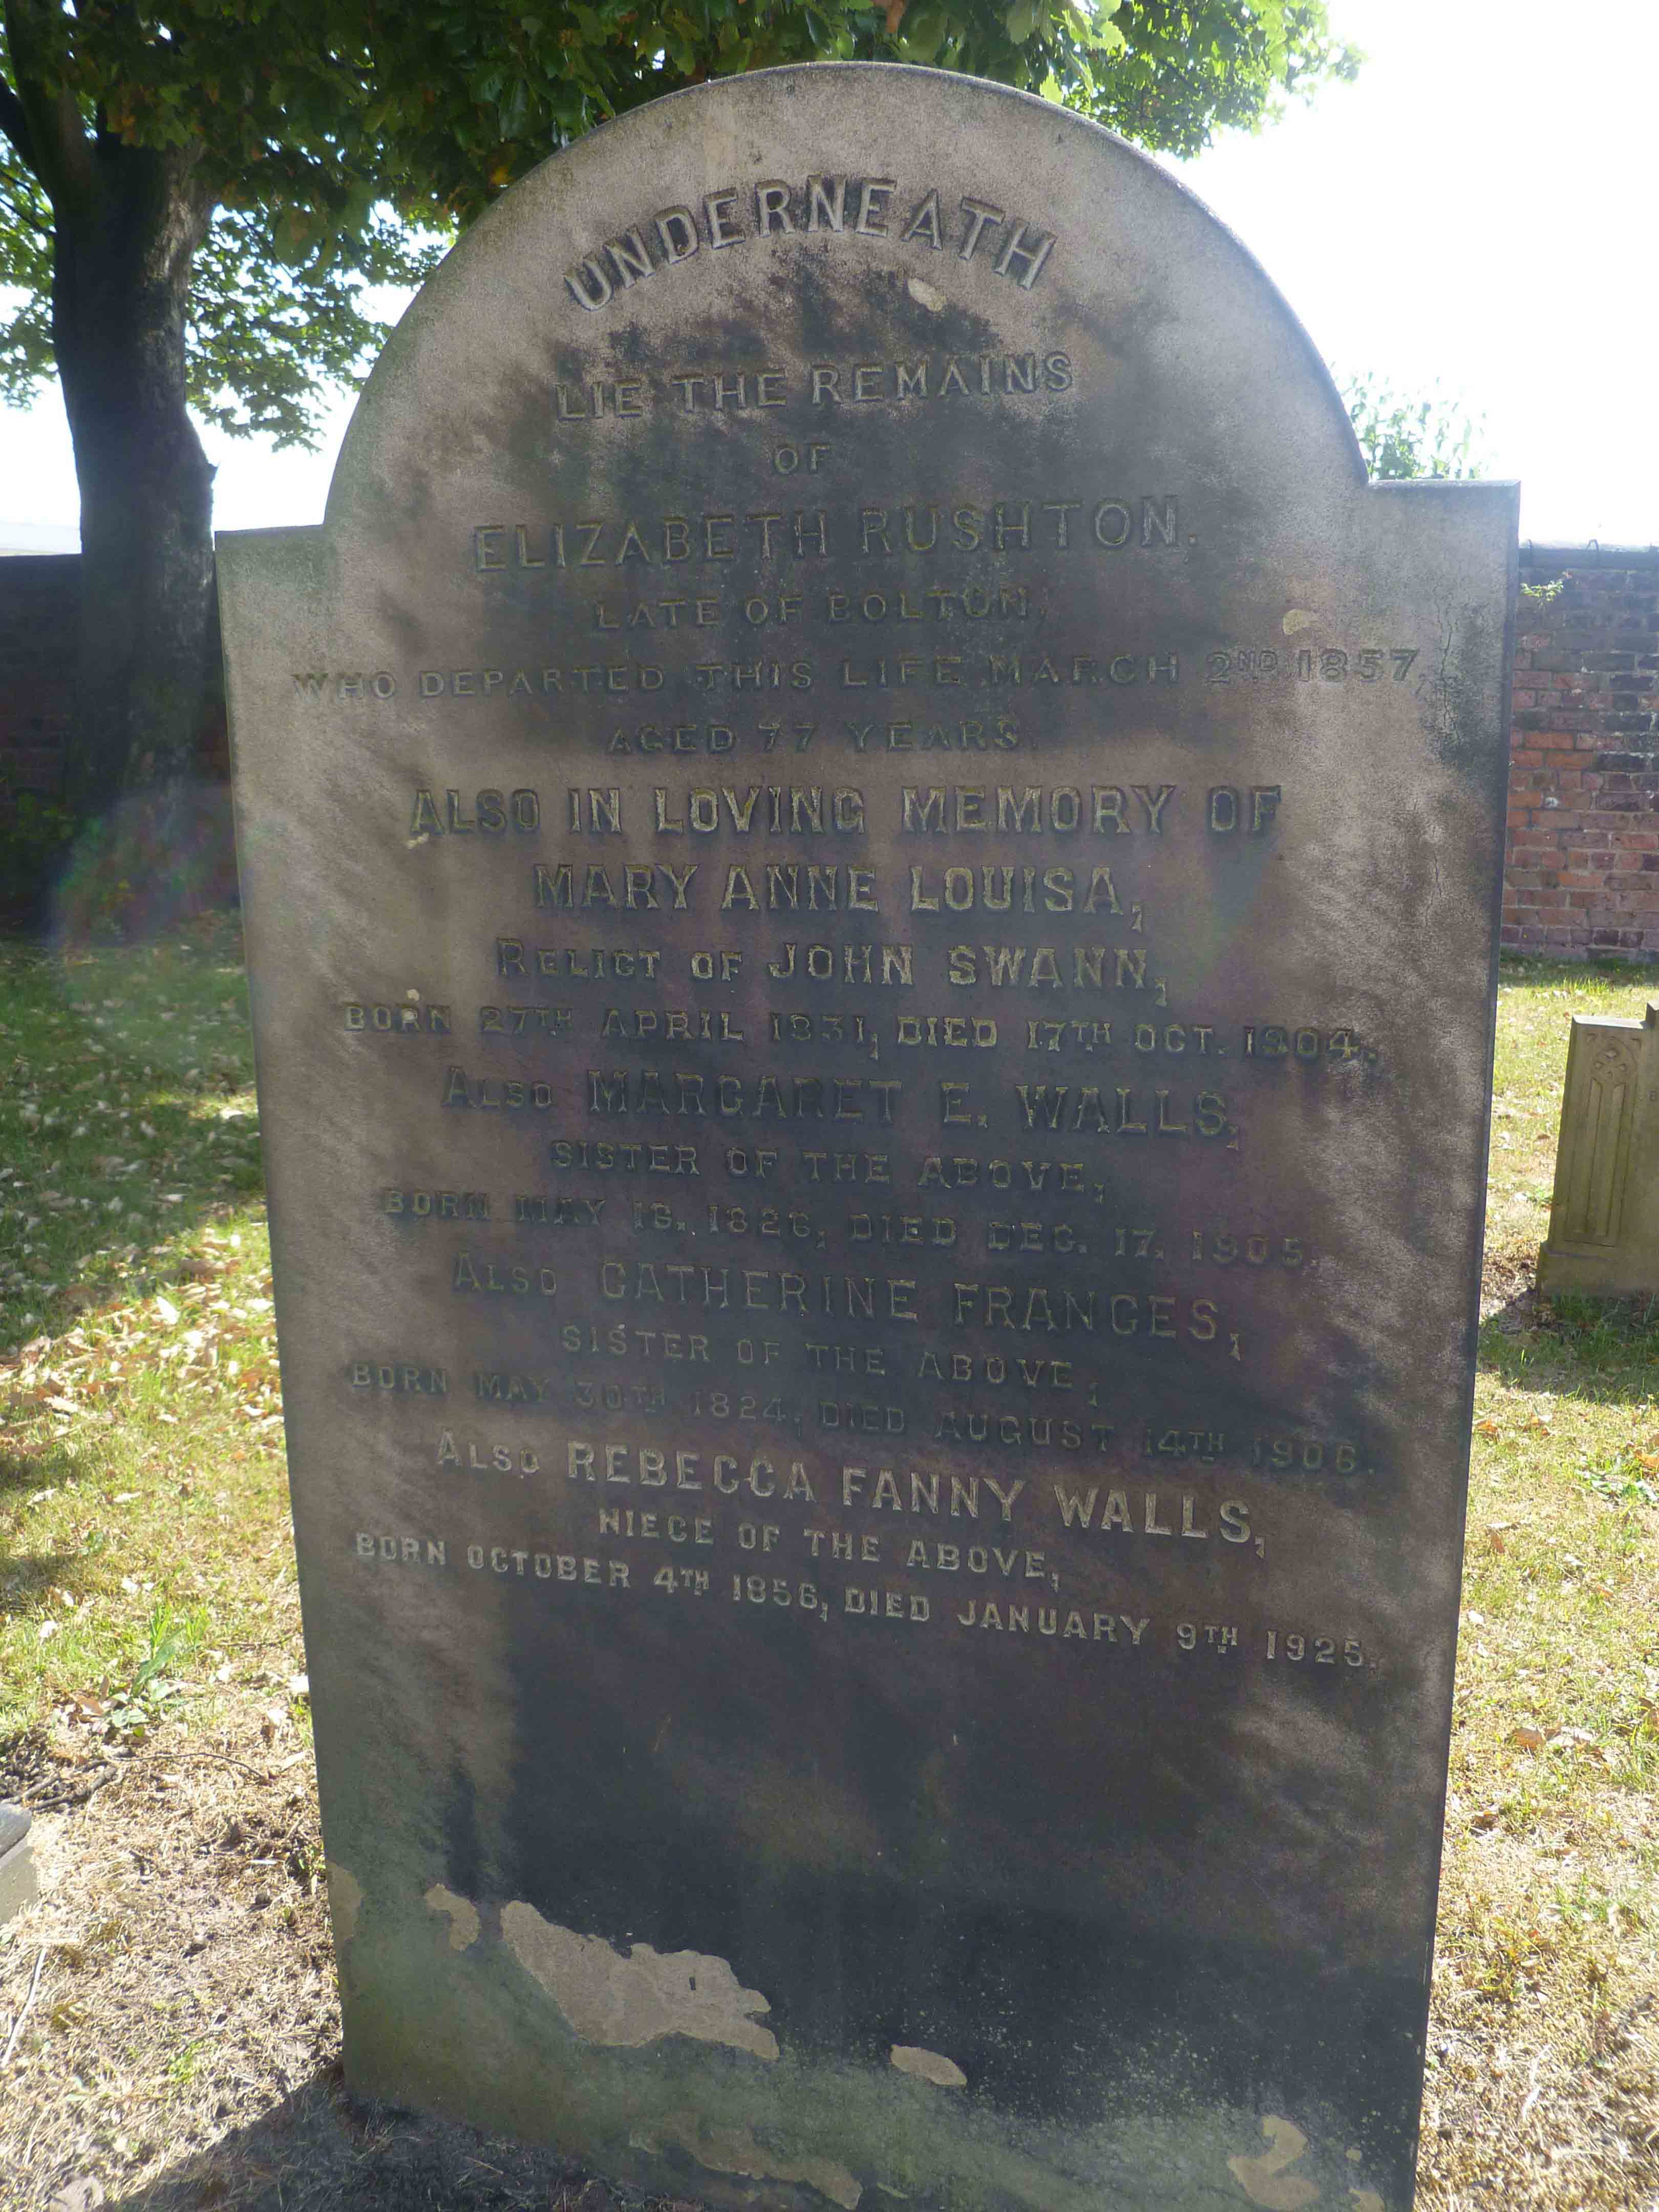 UNDERNEATH
LIE THE REMAINS
OF
ELIZABETH RUSHTON.
LATE OF BOLTON,
WHO DEPARTED THIS LIFE MARCH 2ND 1857,
AGED 77 YEARS.
ALSO IN LOVING MEMORY OF
MARY ANNE LOUISA,
RELICT OF JOHN SWANN,
BORN 27TH APRIL 1831, DIED 17TH OCT. 1904.
ALSO MARGARET E. WALLS,
SISTER OF THE ABOVE,
BORN MAY 16. 1826, DIED DEC. 17. 1905.
ALSO CATHERINE FRANCES,
SISTER OF THE ABOVE,
BORN MAY 30TH 1824, DIED AUGUST 14TH 1906.
ALSO REBECCA FANNY WALLS,
NIECE OF THE ABOVE,
BORN OCTOBER 4TH 1856, DIED JANUARY 9TH 1925.